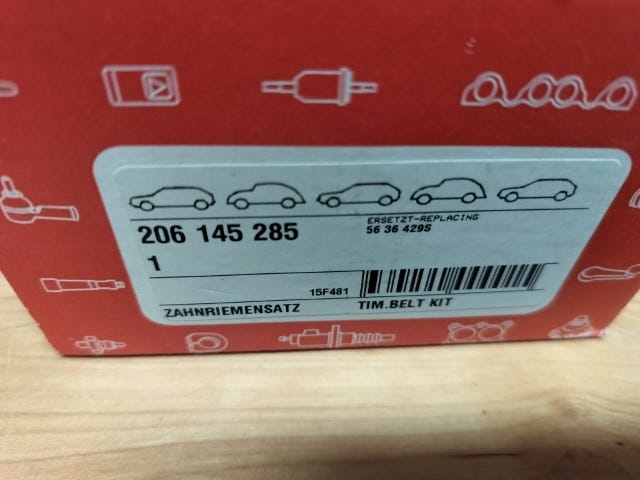 206 145 285
ERSETZT-REPLACING
56 36 429S
1
15F481
ZAHNRIEMENSATZ
TIM.BELT KIT